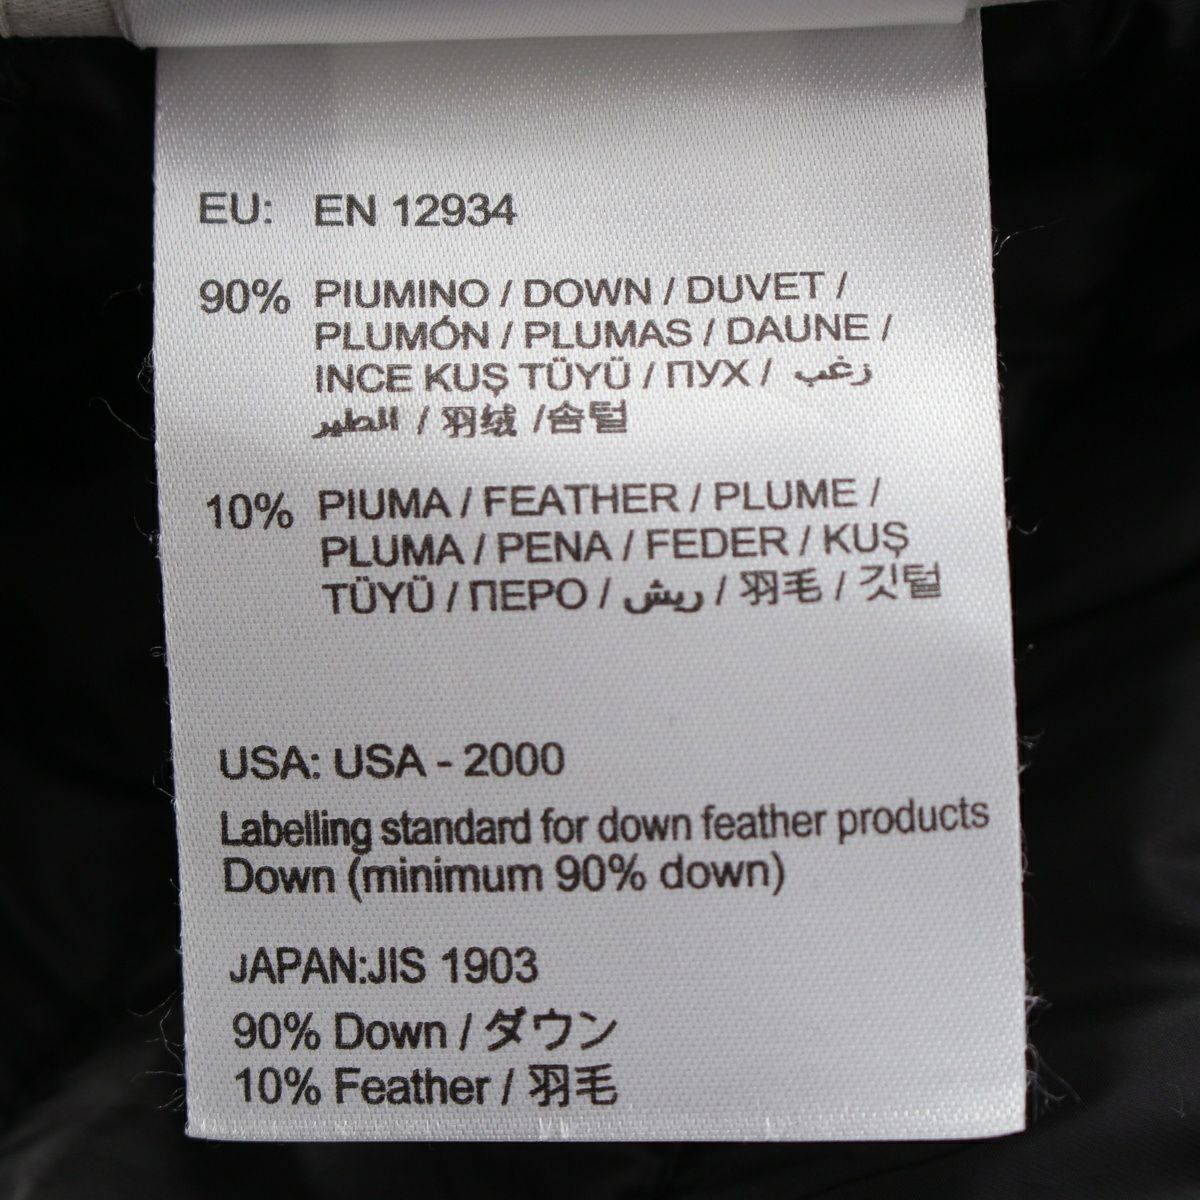 EU: EN 12934
90% PIUMINO / DOWN / DUVET /
PLUMÓN / PLUMAS / DAUNE /
INCE KUŞ TÜYÜ / ПУХ / زغب
الطير / 羽绒 /솜털
10% PIUMA / FEATHER / PLUME /
PLUMA / PENA / FEDER / KUŞ
TÜYÜ / ПЕРО / ريش / 羽毛 / 깃털
USA: USA - 2000
Labelling standard for down feather products
Down (minimum 90% down)
JAPAN:JIS 1903
90% Down / ダウン
10% Feather / 羽毛